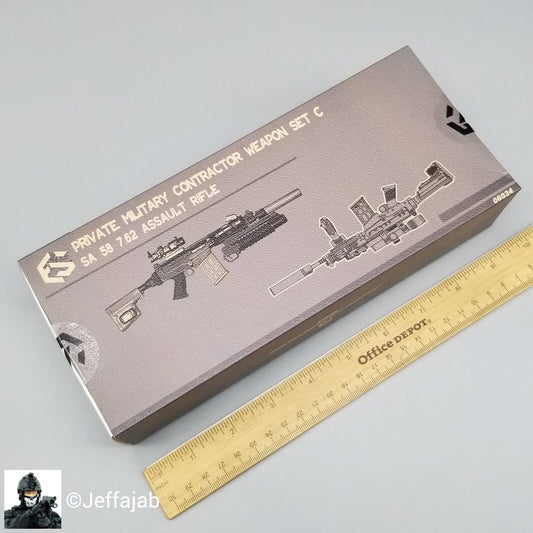 PRIVATE MILITARY CONTRACTOR WEAPON SET C
SA 58 7.62 ASSAULT RIFLE
06034
Office DEPOT
©Jeffajab